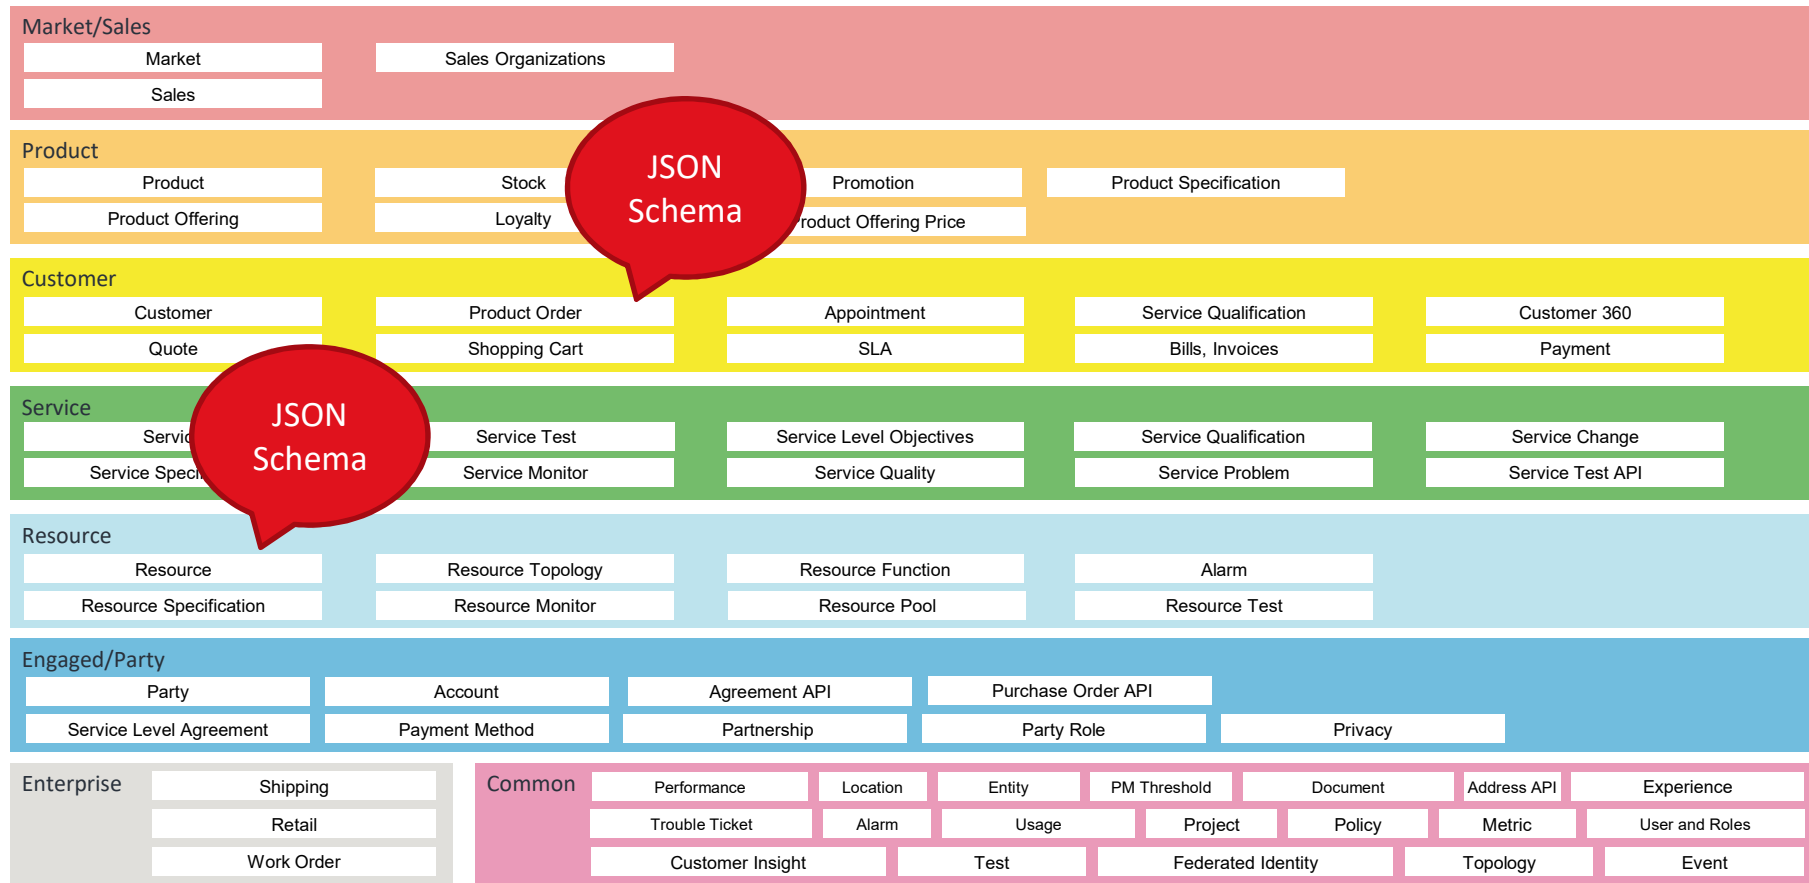 Market/Sales
Market
Sales Organizations
Sales
Product
Product
Stock
Promotion
Product Specification
Product Offering
Loyalty
roduct Offering Price
JSON
Schema
Customer
Customer
Product Order
Appointment
Service Qualification
Customer 360
Quote
Shopping Cart
SLA
Bills, Invoices
Payment
Service
Servic
Service Test
Service Level Objectives
Service Qualification
Service Change
Service Speci
Service Monitor
Service Quality
Service Problem
Service Test API
JSON
Schema
Resource
Resource
Resource Topology
Resource Function
Alarm
Resource Specification
Resource Monitor
Resource Pool
Resource Test
Engaged/Party
Party
Account
Agreement API
Purchase Order API
Service Level Agreement
Payment Method
Partnership
Party Role
Privacy
Enterprise
Shipping
Retail
Work Order
Common
Performance
Location
Entity
PM Threshold
Document
Address API
Experience
Trouble Ticket
Alarm
Usage
Project
Policy
Metric
User and Roles
Customer Insight
Test
Federated Identity
Topology
Event